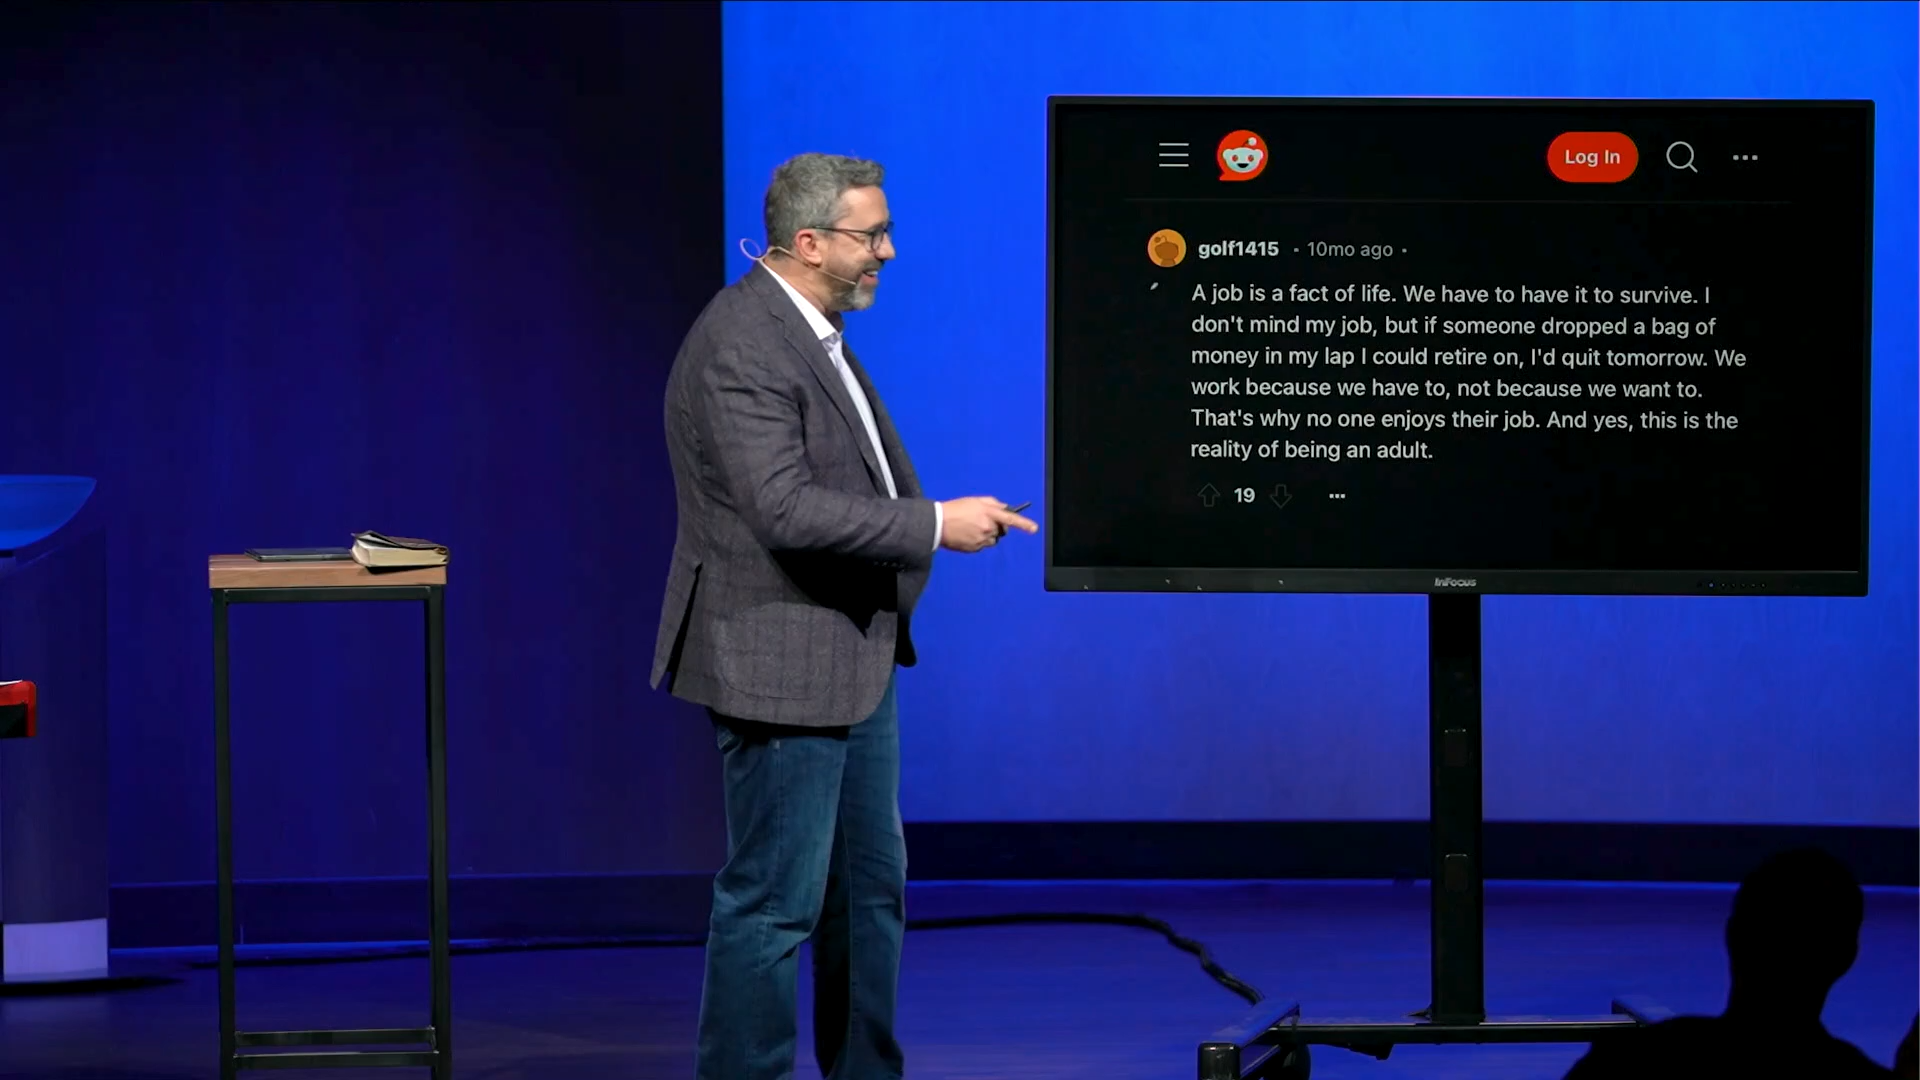 Log In
golf1415 · 10mo ago ·
A job is a fact of life. We have to have it to survive. I
don't mind my job, but if someone dropped a bag of
money in my lap I could retire on, I'd quit tomorrow. We
work because we have to, not because we want to.
That's why no one enjoys their job. And yes, this is the
reality of being an adult.
19
InFocus